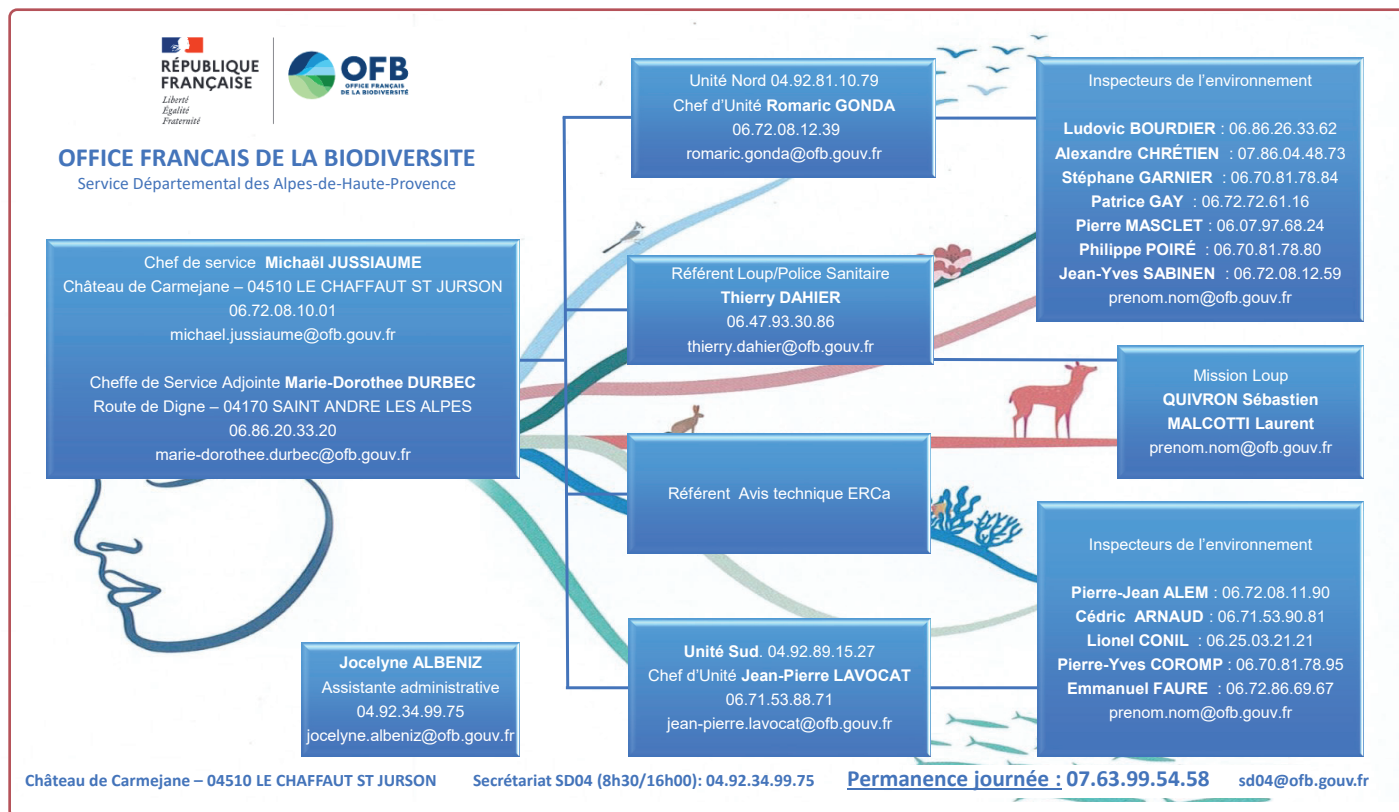 RÉPUBLIQUE
FRANÇAISE
Liberté
Égalité
Fraternité
OFB
OFFICE FRANÇAIS
DE LA BIODIVERSITÉ
OFFICE FRANCAIS DE LA BIODIVERSITE
Service Départemental des Alpes-de-Haute-Provence
Chef de service Michaël JUSSIAUME
Château de Carmejane – 04510 LE CHAFFAUT ST JURSON
06.72.08.10.01
michael.jussiaume@ofb.gouv.fr
Cheffe de Service Adjointe Marie-Dorothee DURBEC
Route de Digne – 04170 SAINT ANDRE LES ALPES
06.86.20.33.20
marie-dorothee.durbec@ofb.gouv.fr
Jocelyne ALBENIZ
Assistante administrative
04.92.34.99.75
jocelyne.albeniz@ofb.gouv.fr
Unité Nord 04.92.81.10.79
Chef d'Unité Romaric GONDA
06.72.08.12.39
romaric.gonda@ofb.gouv.fr
Référent Loup/Police Sanitaire
Thierry DAHIER
06.47.93.30.86
thierry.dahier@ofb.gouv.fr
Référent Avis technique ERCa
Unité Sud. 04.92.89.15.27
Chef d'Unité Jean-Pierre LAVOCAT
06.71.53.88.71
jean-pierre.lavocat@ofb.gouv.fr
Inspecteurs de l'environnement
Ludovic BOURDIER : 06.86.26.33.62
Alexandre CHRÉTIEN : 07.86.04.48.73
Stéphane GARNIER : 06.70.81.78.84
Patrice GAY : 06.72.72.61.16
Pierre MASCLET : 06.07.97.68.24
Philippe POIRÉ : 06.70.81.78.80
Jean-Yves SABINEN : 06.72.08.12.59
prenom.nom@ofb.gouv.fr
Mission Loup
QUIVRON Sébastien
MALCOTTI Laurent
prenom.nom@ofb.gouv.fr
Inspecteurs de l'environnement
Pierre-Jean ALEM : 06.72.08.11.90
Cédric ARNAUD : 06.71.53.90.81
Lionel CONIL : 06.25.03.21.21
Pierre-Yves COROMP : 06.70.81.78.95
Emmanuel FAURE : 06.72.86.69.67
prenom.nom@ofb.gouv.fr
Château de Carmejane – 04510 LE CHAFFAUT ST JURSON Secrétariat SD04 (8h30/16h00): 04.92.34.99.75 Permanence journée : 07.63.99.54.58 sd04@ofb.gouv.fr